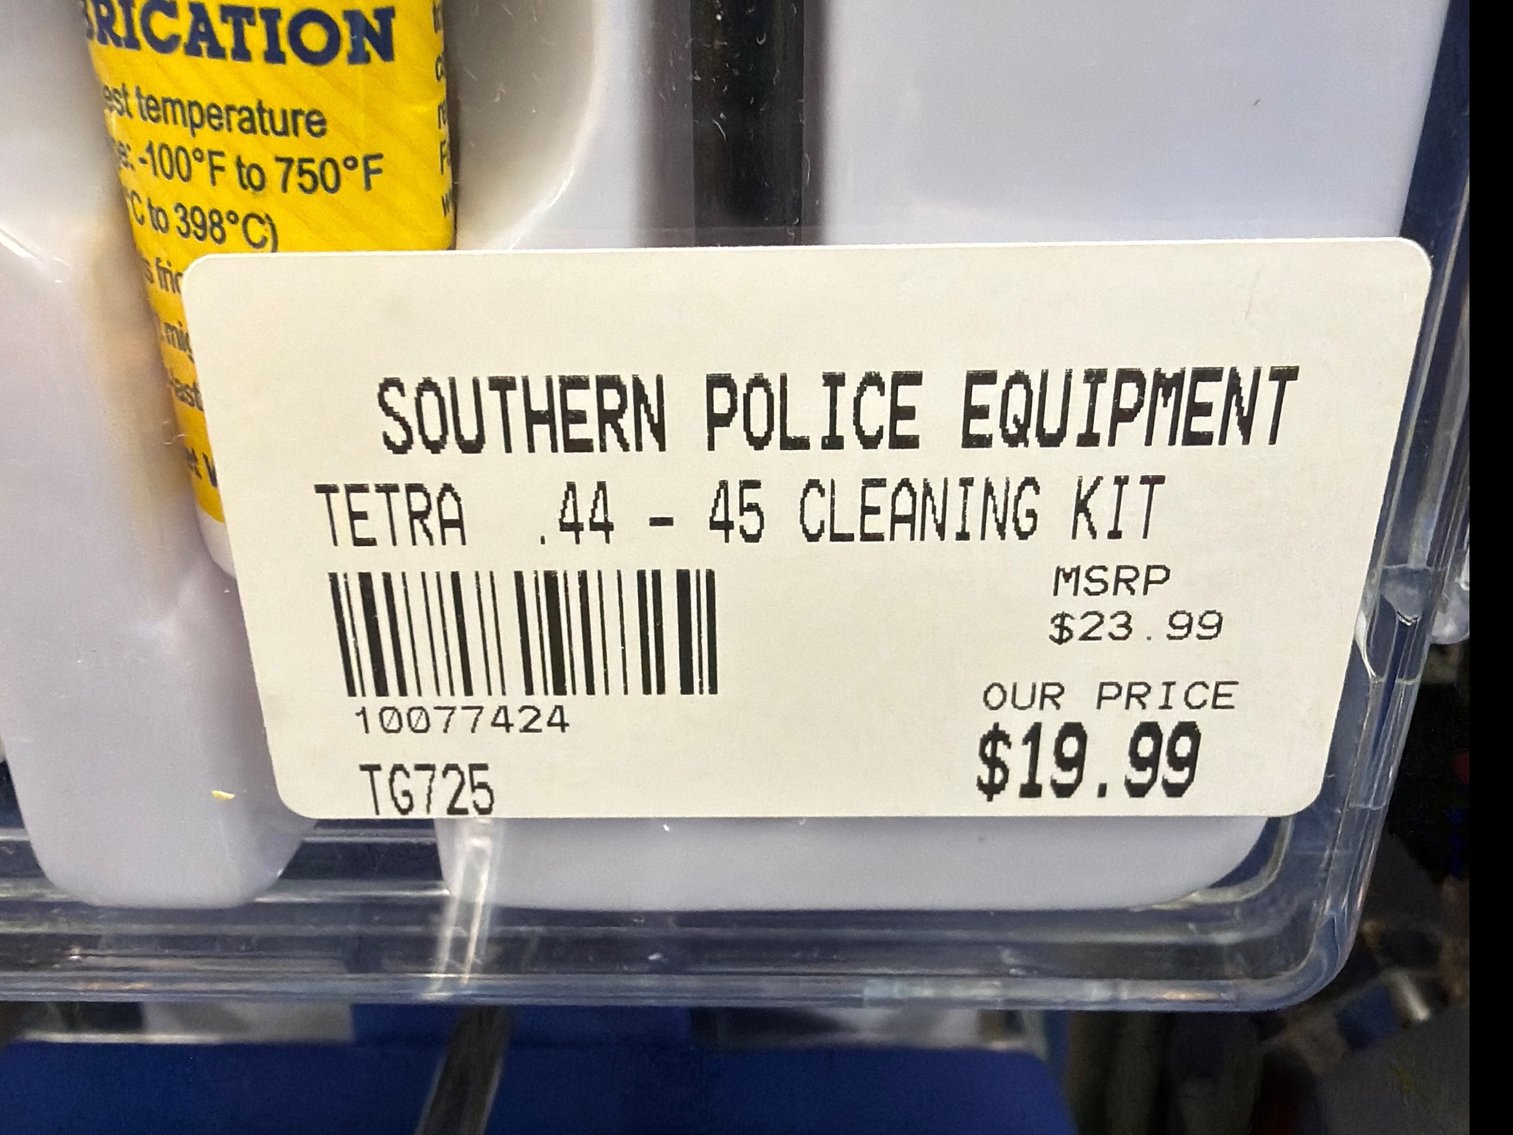 RICATION
temperature
-100°F to 750°F
C to 398°C)
SOUTHERN POLICE EQUIPMENT
TETRA .44 - 45 CLEANING KIT
MSRP
$23.99
10077424
OUR PRICE
$19.99
TG725